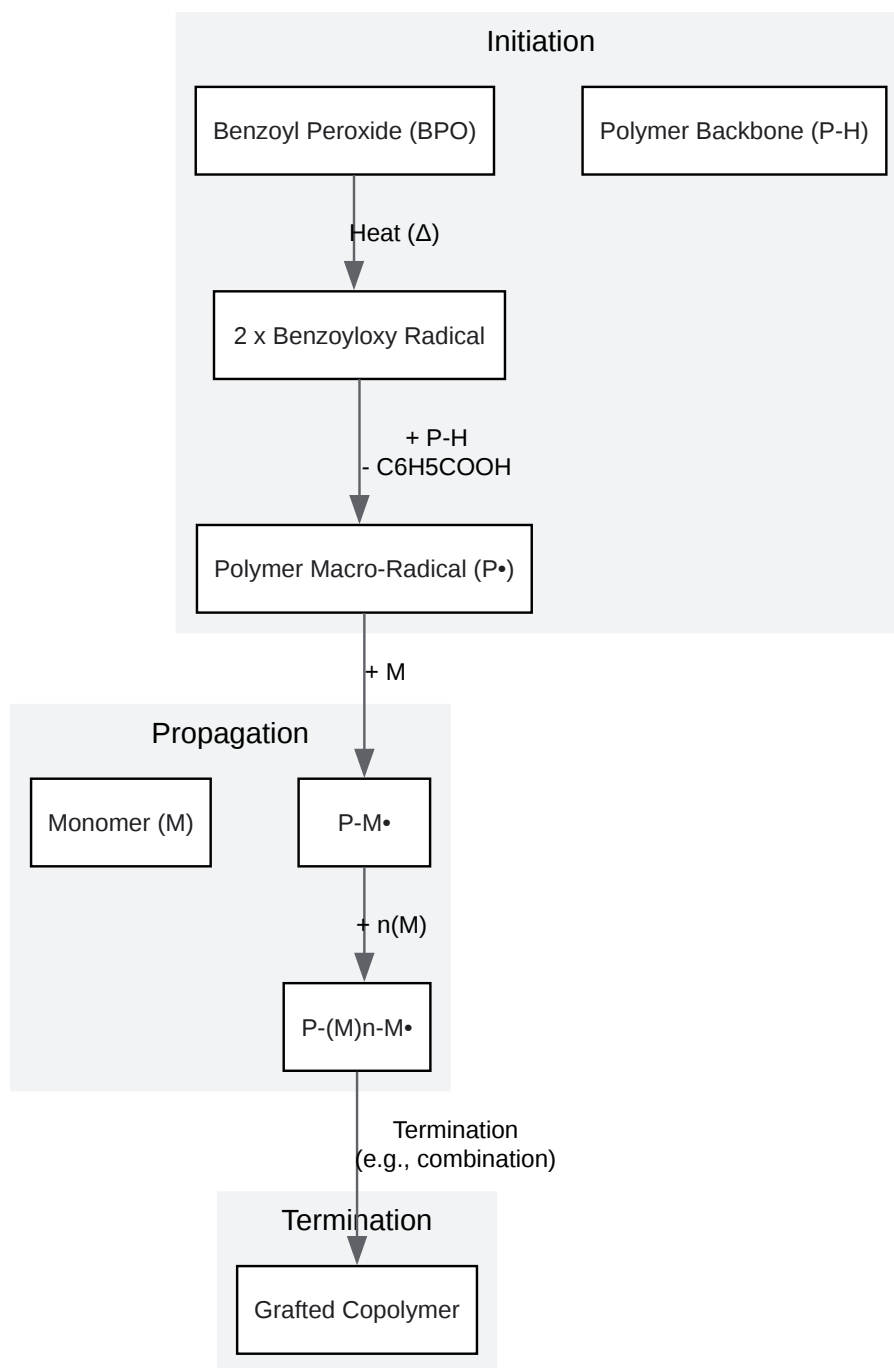 Initiation
Benzoyl Peroxide (BPO)
Polymer Backbone (P-H)
Heat (Δ)
2 x Benzoyloxy Radical
+ P-H
- C6H5COOH
Polymer Macro-Radical (P•)
+ M
Propagation
Monomer (M)
P-M•
+ n(M)
P-(M)n-M•
Termination
(e.g., combination)
Termination
Grafted Copolymer